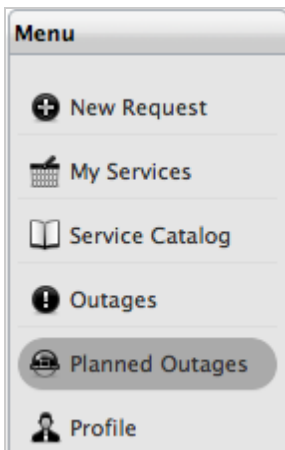 Menu
New Request
My Services
Service Catalog
Outages
Planned Outages
Profile